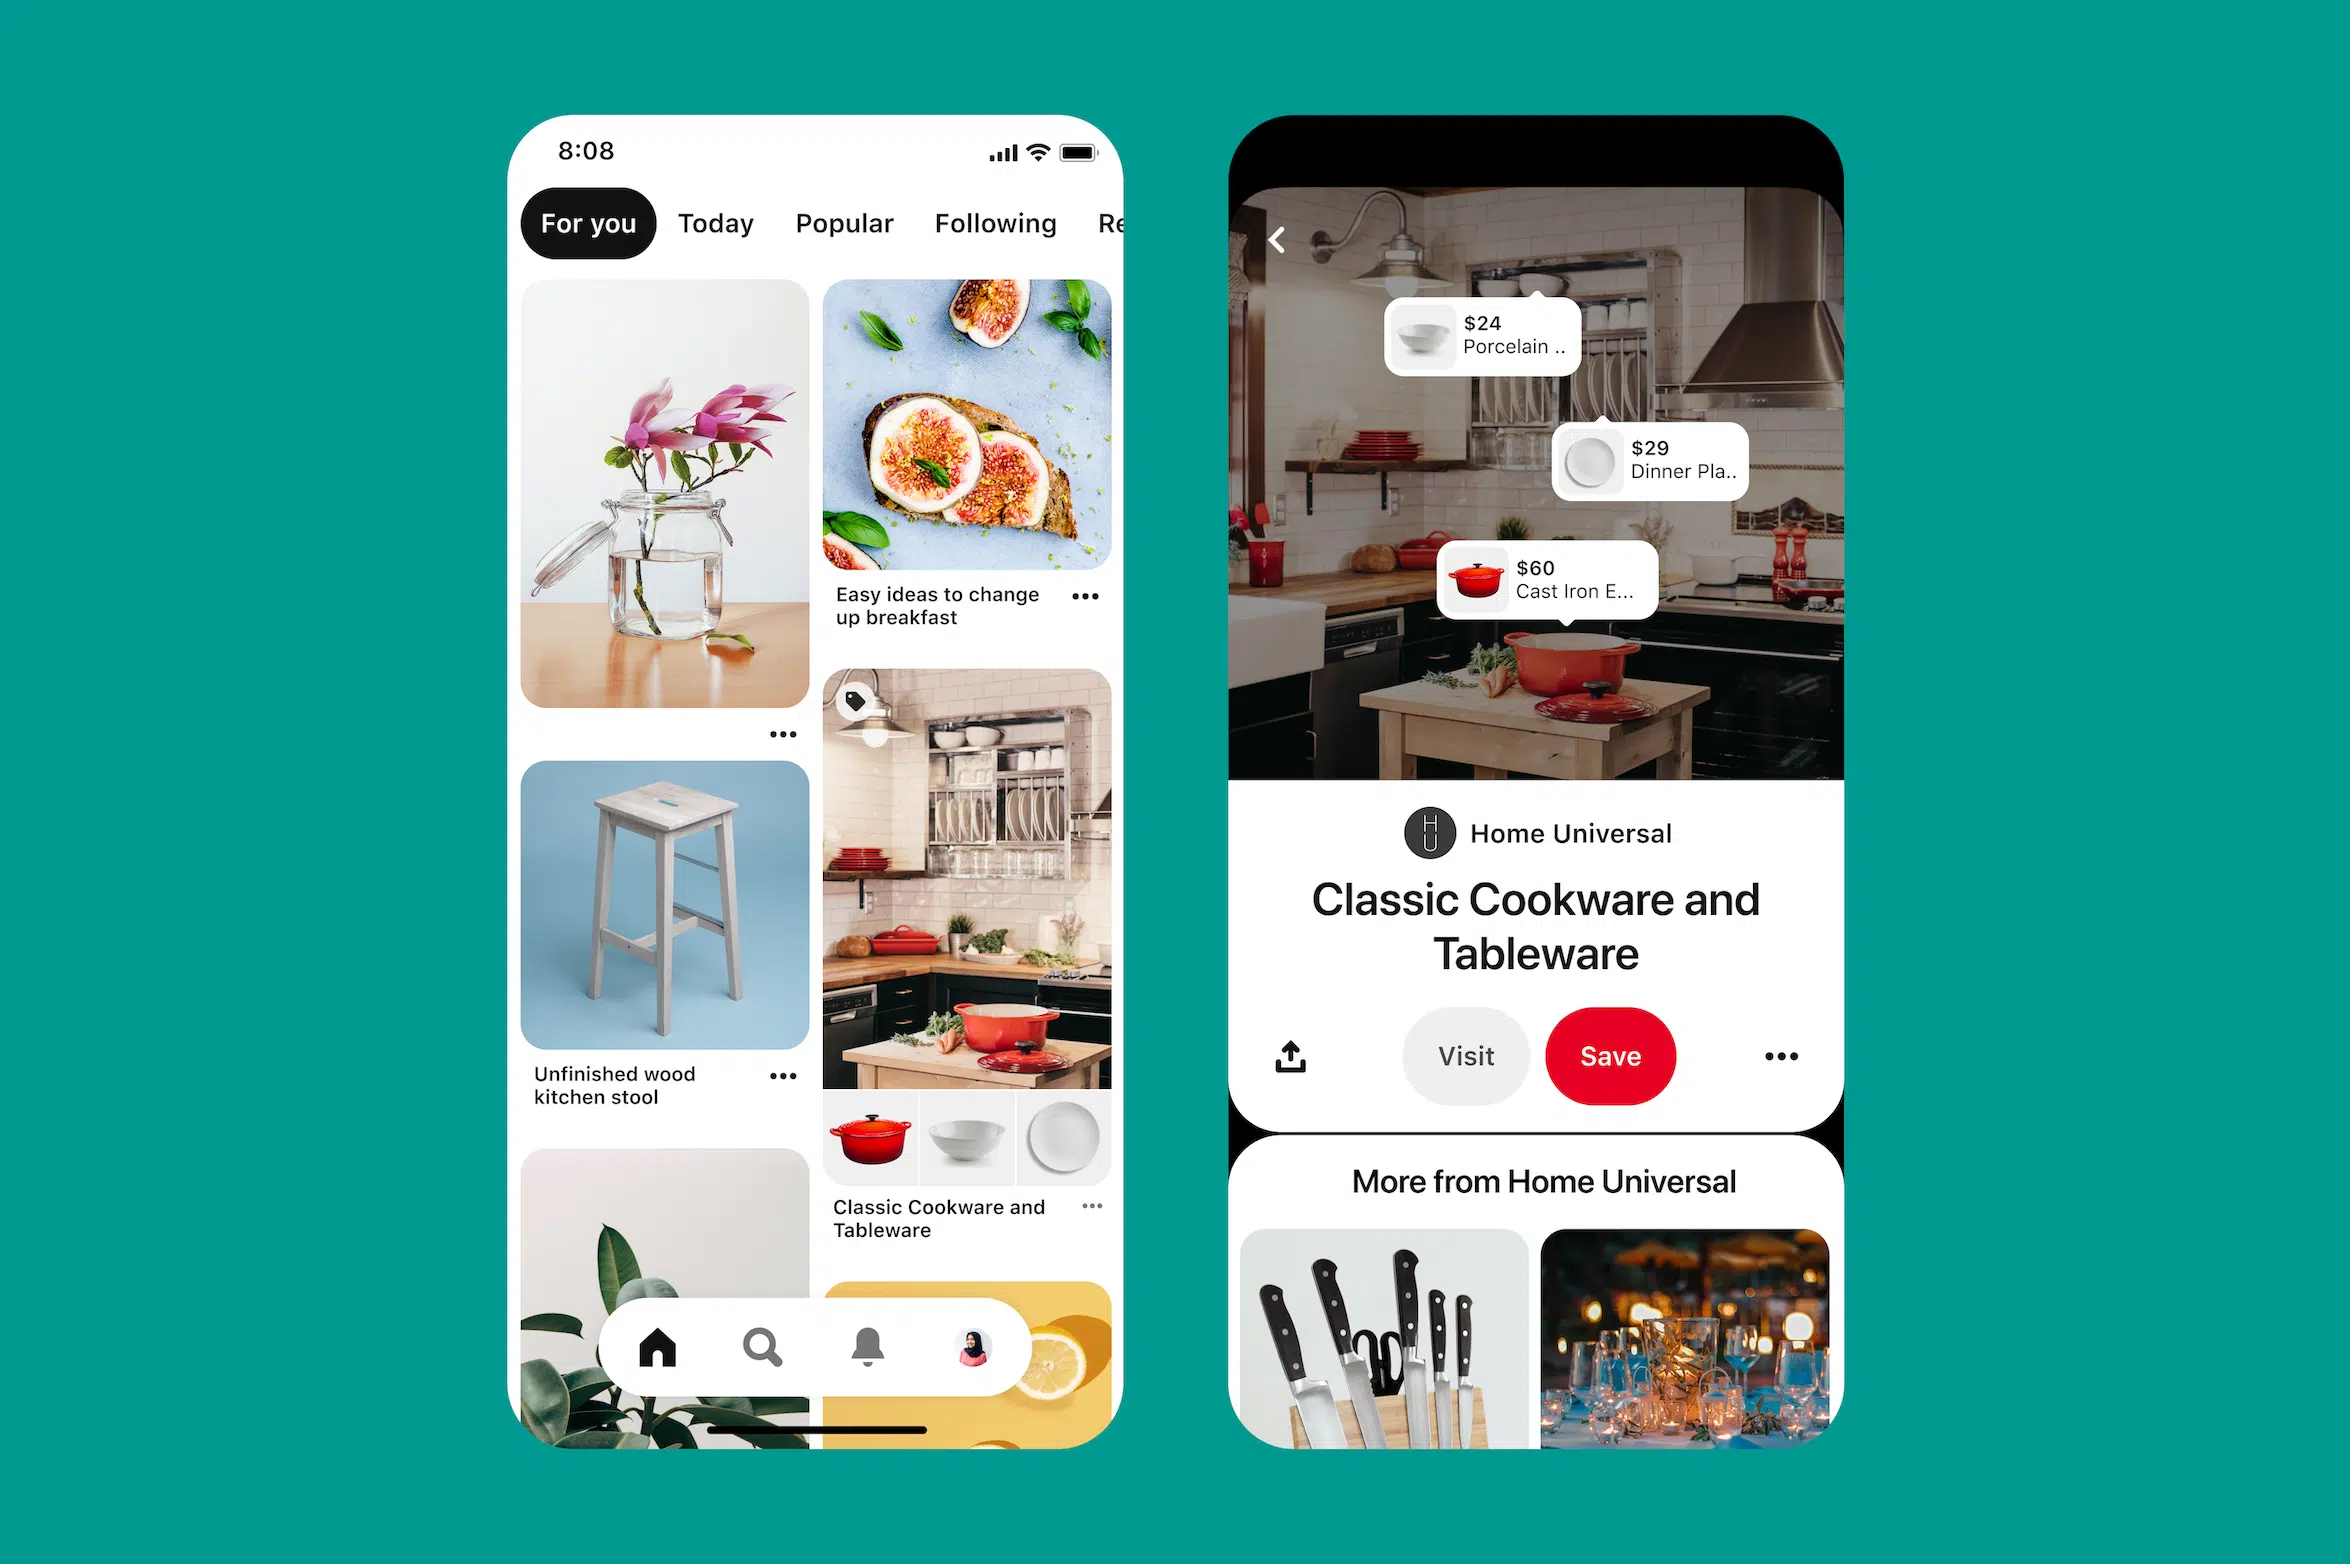 8:08
For you
Today
Popular
Following
Re
Easy ideas to change
up breakfast
Unfinished wood
kitchen stool
Classic Cookware and
Tableware
$24
Porcelain ..
$29
Dinner Pla..
$60
Cast Iron E...
HU
Home Universal
Classic Cookware and
Tableware
Visit
Save
More from Home Universal